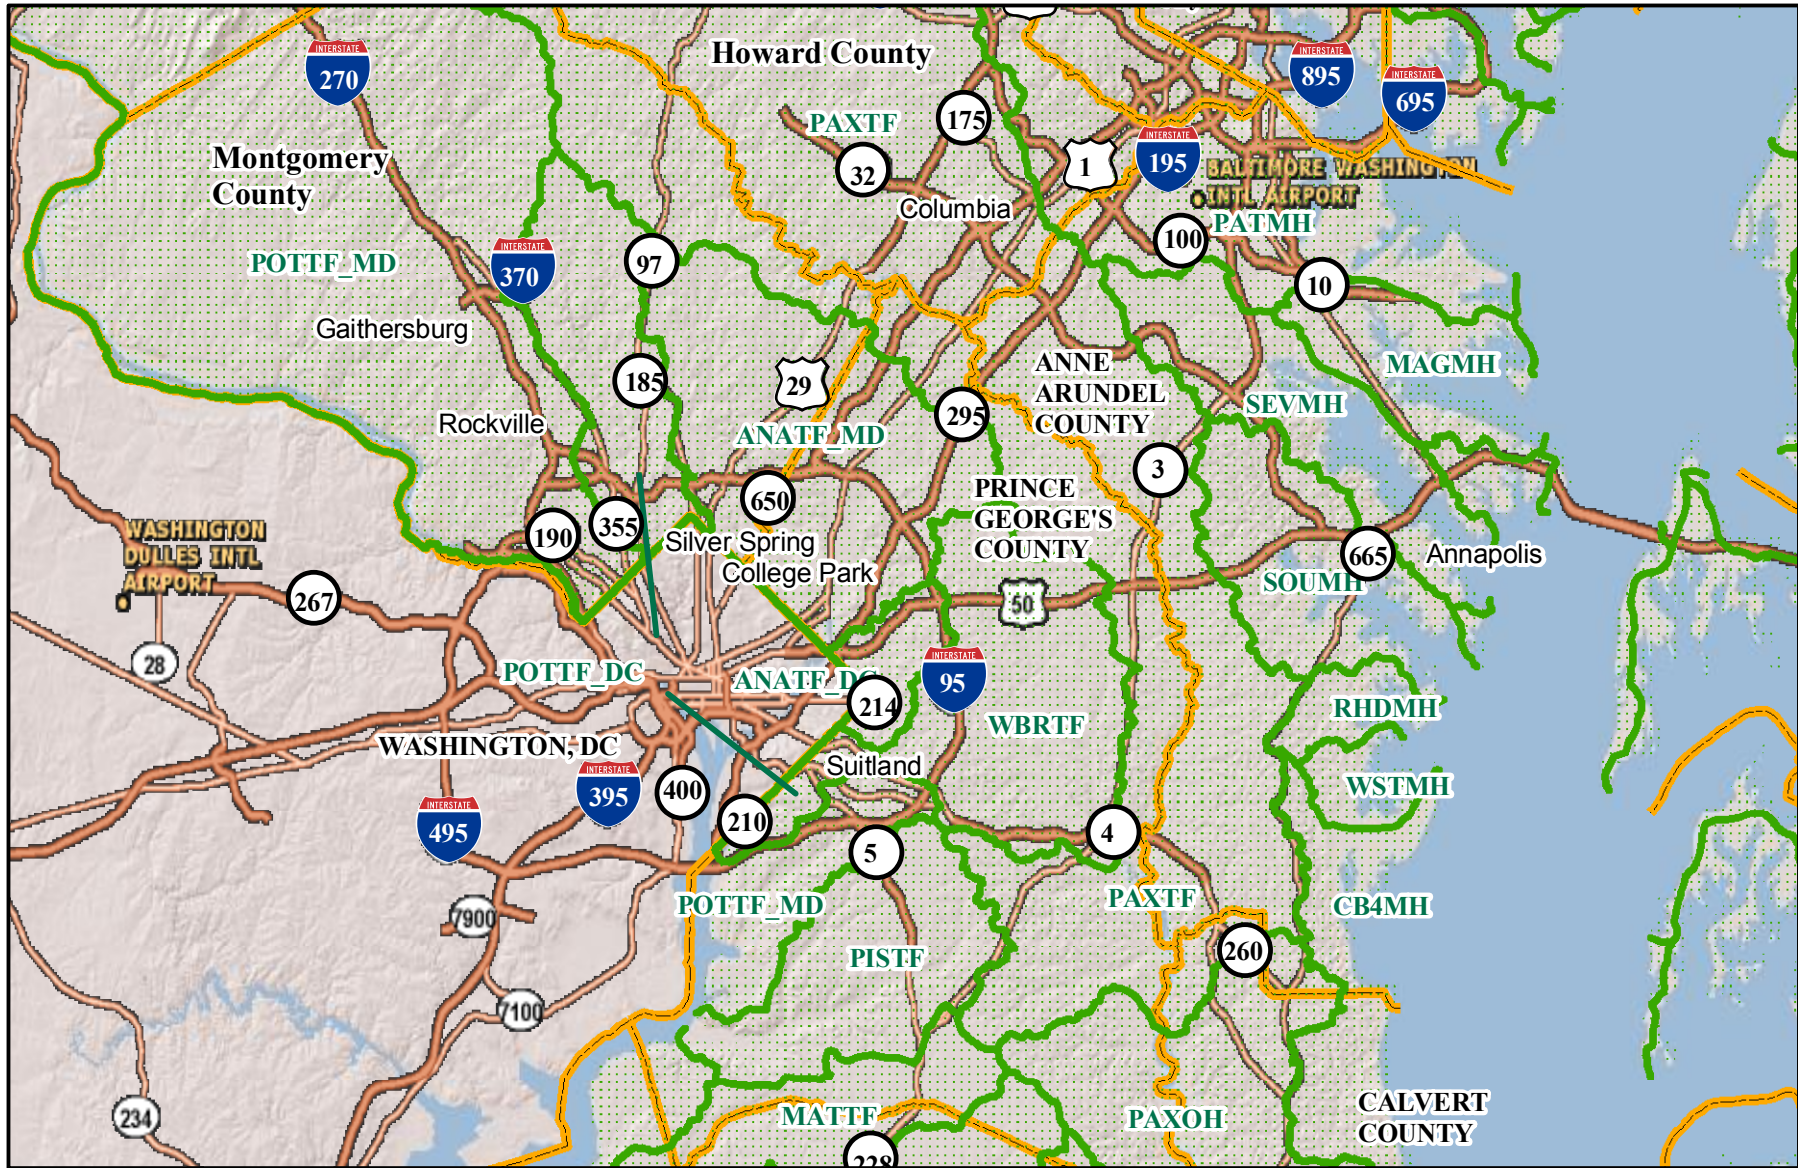 Howard County
INTERSTATE
270
INTERSTATE
895
INTERSTATE
695
PAXTF
175
Montgomery
County
32
1
INTERSTATE
195
BALTIMORE WASHINGTON
INTL AIRPORT
Columbia
PATMH
100
POTTF_MD
INTERSTATE
370
97
10
Gaithersburg
185
29
ANNE
ARUNDEL
COUNTY
MAGMH
SEVMH
Rockville
295
ANATF_MD
3
650
PRINCE
GEORGE'S
COUNTY
190
355
WASHINGTON
DULLES INTL
AIRPORT
Silver Spring
College Park
665
Annapolis
SOUMH
267
50
28
POTTF_DC
ANATF_DC
INTERSTATE
95
214
RHDMH
WBRTF
WASHINGTON, DC
Suitland
INTERSTATE
395
400
WSTMH
INTERSTATE
495
210
4
5
POTTF_MD
PAXTF
CB4MH
7900
PISTF
260
7100
234
MATTF
PAXOH
CALVERT
COUNTY
228